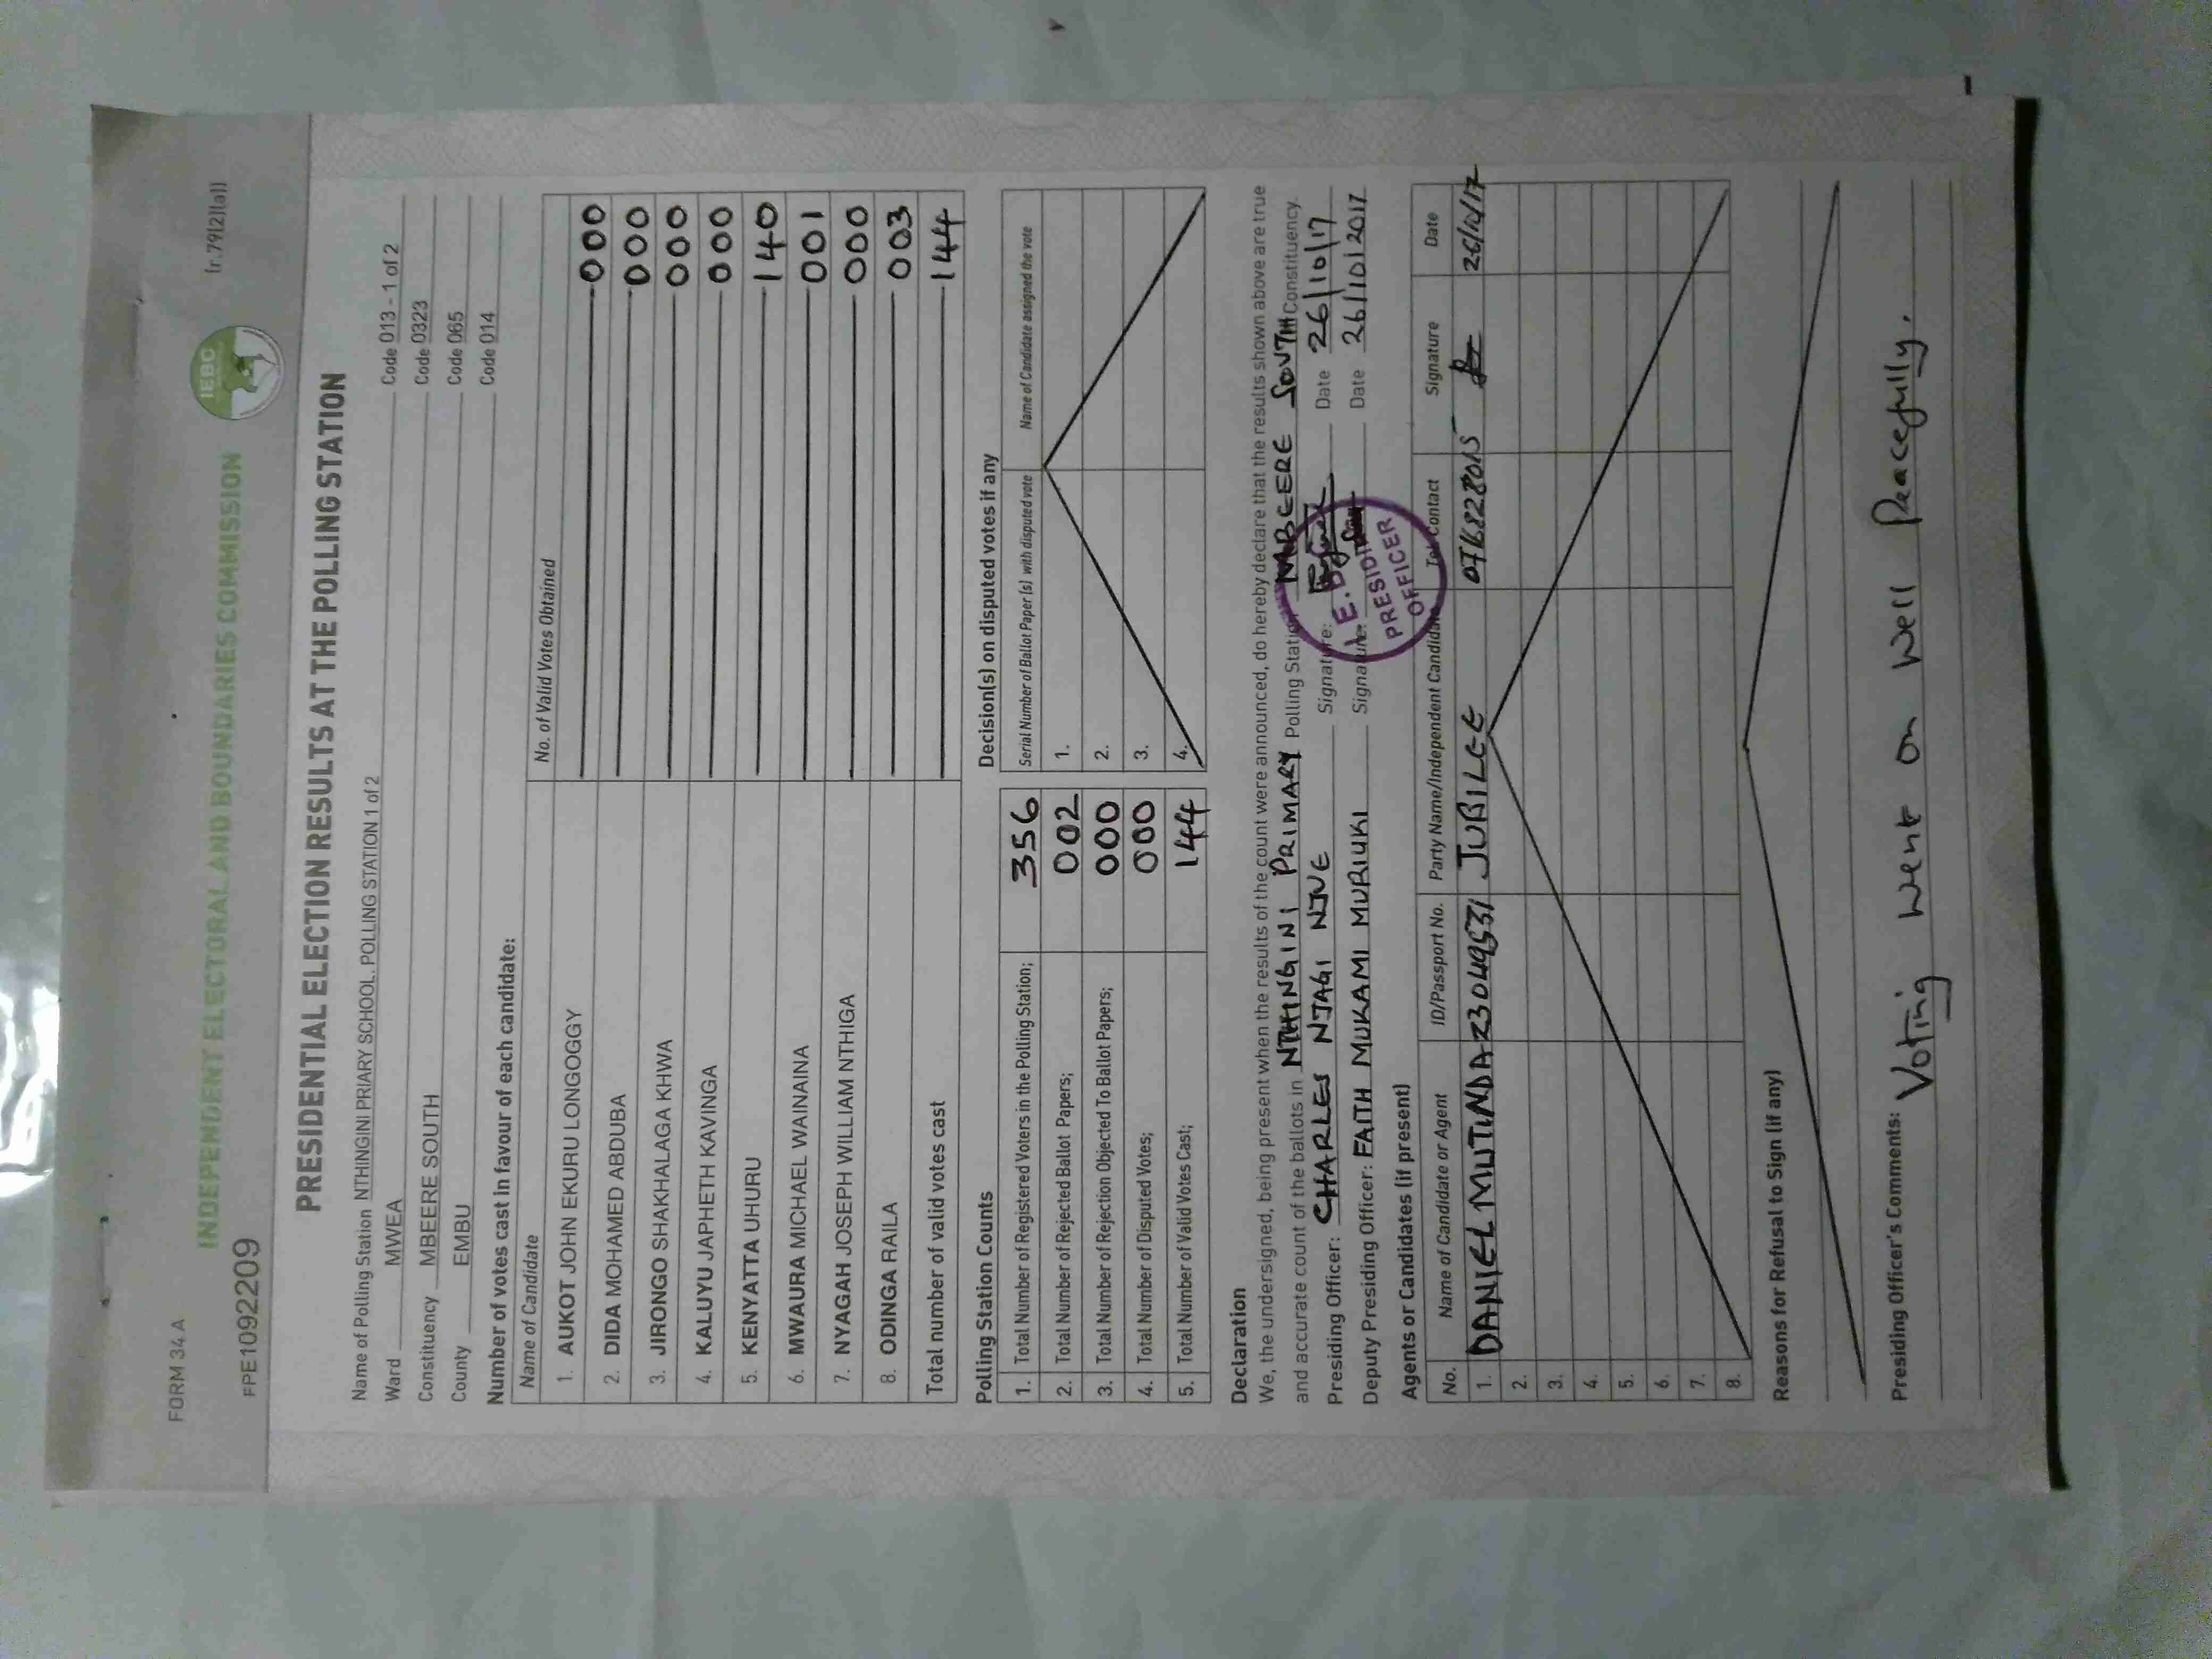 FORM 34 A
(r.79(2)(a))
INDEPENDENT ELECTORAL AND BOUNDARIES COMMISSION
IEBC
FPE1092209
PRESIDENTIAL ELECTION RESULTS AT THE POLLING STATION
Name of Polling Station NTHINGINI PRIARY SCHOOL. POLLING STATION 1 of 2 Code 013 - 1 of 2
Ward MWEA Code 0323
Constituency MBEERE SOUTH Code 065
County EMBU Code 014
Number of votes cast in favour of each candidate:
Name of Candidate No. of Valid Votes Obtained
1. AUKOT JOHN EKURU LONGOGGY 000
2. DIDA MOHAMED ABDUBA 000
3. JIRONGO SHAKHALAGA KHWA 000
4. KALUYU JAPHETH KAVINGA 000
5. KENYATTA UHURU 140
6. MWAURA MICHAEL WAINAINA 001
7. NYAGAH JOSEPH WILLIAM NTHIGA 000
8. ODINGA RAILA 003
Total number of valid votes cast 144
Polling Station Counts
1. Total Number of Registered Voters in the Polling Station; 356
2. Total Number of Rejected Ballot Papers; 002
3. Total Number of Rejection Objected To Ballot Papers; 000
4. Total Number of Disputed Votes; 000
5. Total Number of Valid Votes Cast; 144
Decision(s) on disputed votes if any
Serial Number of Ballot Paper (s) with disputed vote Name of Candidate assigned the vote
1.
2.
3.
4.
Declaration
We, the undersigned, being present when the results of the count were announced, do hereby declare that the results shown above are true
and accurate count of the ballots in NTHINGINI PRIMARY Polling Station MBEERE SOUTH Constituency.
Presiding Officer: CHARLES NJAGI NJUE Signature: Date 26/10/17
Deputy Presiding Officer: FAITH MUKAMI MURIUKI Signature: Date 26/10/2017
PRESIDING
OFFICER
Agents or Candidates (if present)
No. Name of Candidate or Agent ID/Passport No. Party Name/Independent Candidate Tel. Contact Signature Date
1. DANIEL MUTINDA 23049531 JUBILEE 26/10/17
2.
3.
4.
5.
6.
7.
8.
Reasons for Refusal to Sign (if any)
Presiding Officer's Comments: Voting went on well Peacefully.